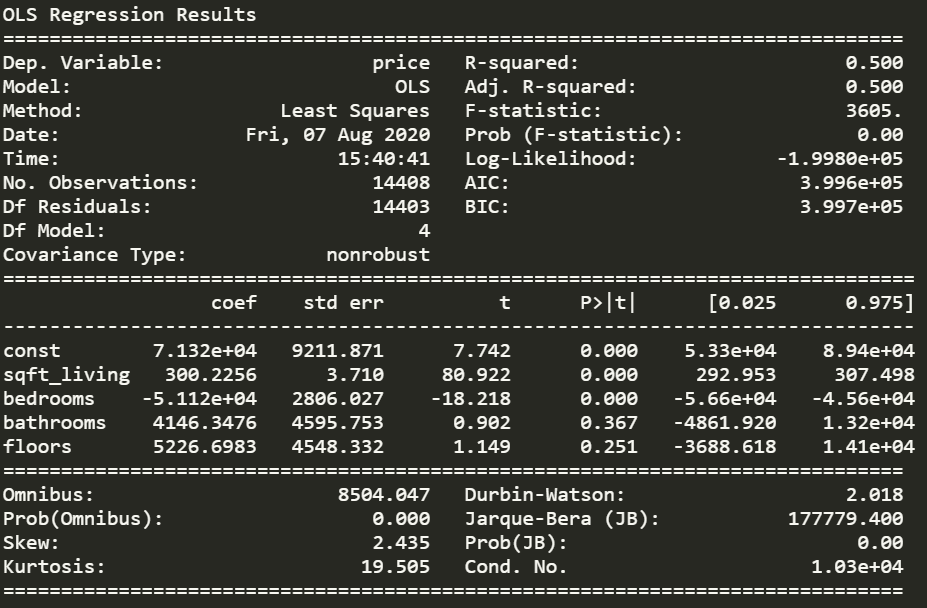 OLS Regression Results
==============================================================================
Dep. Variable:                  price   R-squared:                       0.500
Model:                            OLS   Adj. R-squared:                  0.500
Method:                 Least Squares   F-statistic:                     3605.
Date:                Fri, 07 Aug 2020   Prob (F-statistic):               0.00
Time:                        15:40:41   Log-Likelihood:            -1.9980e+05
No. Observations:               14408   AIC:                         3.996e+05
Df Residuals:                   14403   BIC:                         3.997e+05
Df Model:                           4
Covariance Type:            nonrobust
===============================================================================
                  coef    std err          t      P>|t|      [0.025      0.975]
-------------------------------------------------------------------------------
const        7.132e+04   9211.871      7.742      0.000    5.33e+04    8.94e+04
sqft_living   300.2256      3.710     80.922      0.000     292.953     307.498
bedrooms    -5.112e+04   2806.027    -18.218      0.000   -5.66e+04   -4.56e+04
bathrooms    4146.3476   4595.753      0.902      0.367   -4861.920    1.32e+04
floors       5226.6983   4548.332      1.149      0.251   -3688.618    1.41e+04
==============================================================================
Omnibus:                     8504.047   Durbin-Watson:                   2.018
Prob(Omnibus):                  0.000   Jarque-Bera (JB):           177779.400
Skew:                           2.435   Prob(JB):                         0.00
Kurtosis:                      19.505   Cond. No.                     1.03e+04
==============================================================================